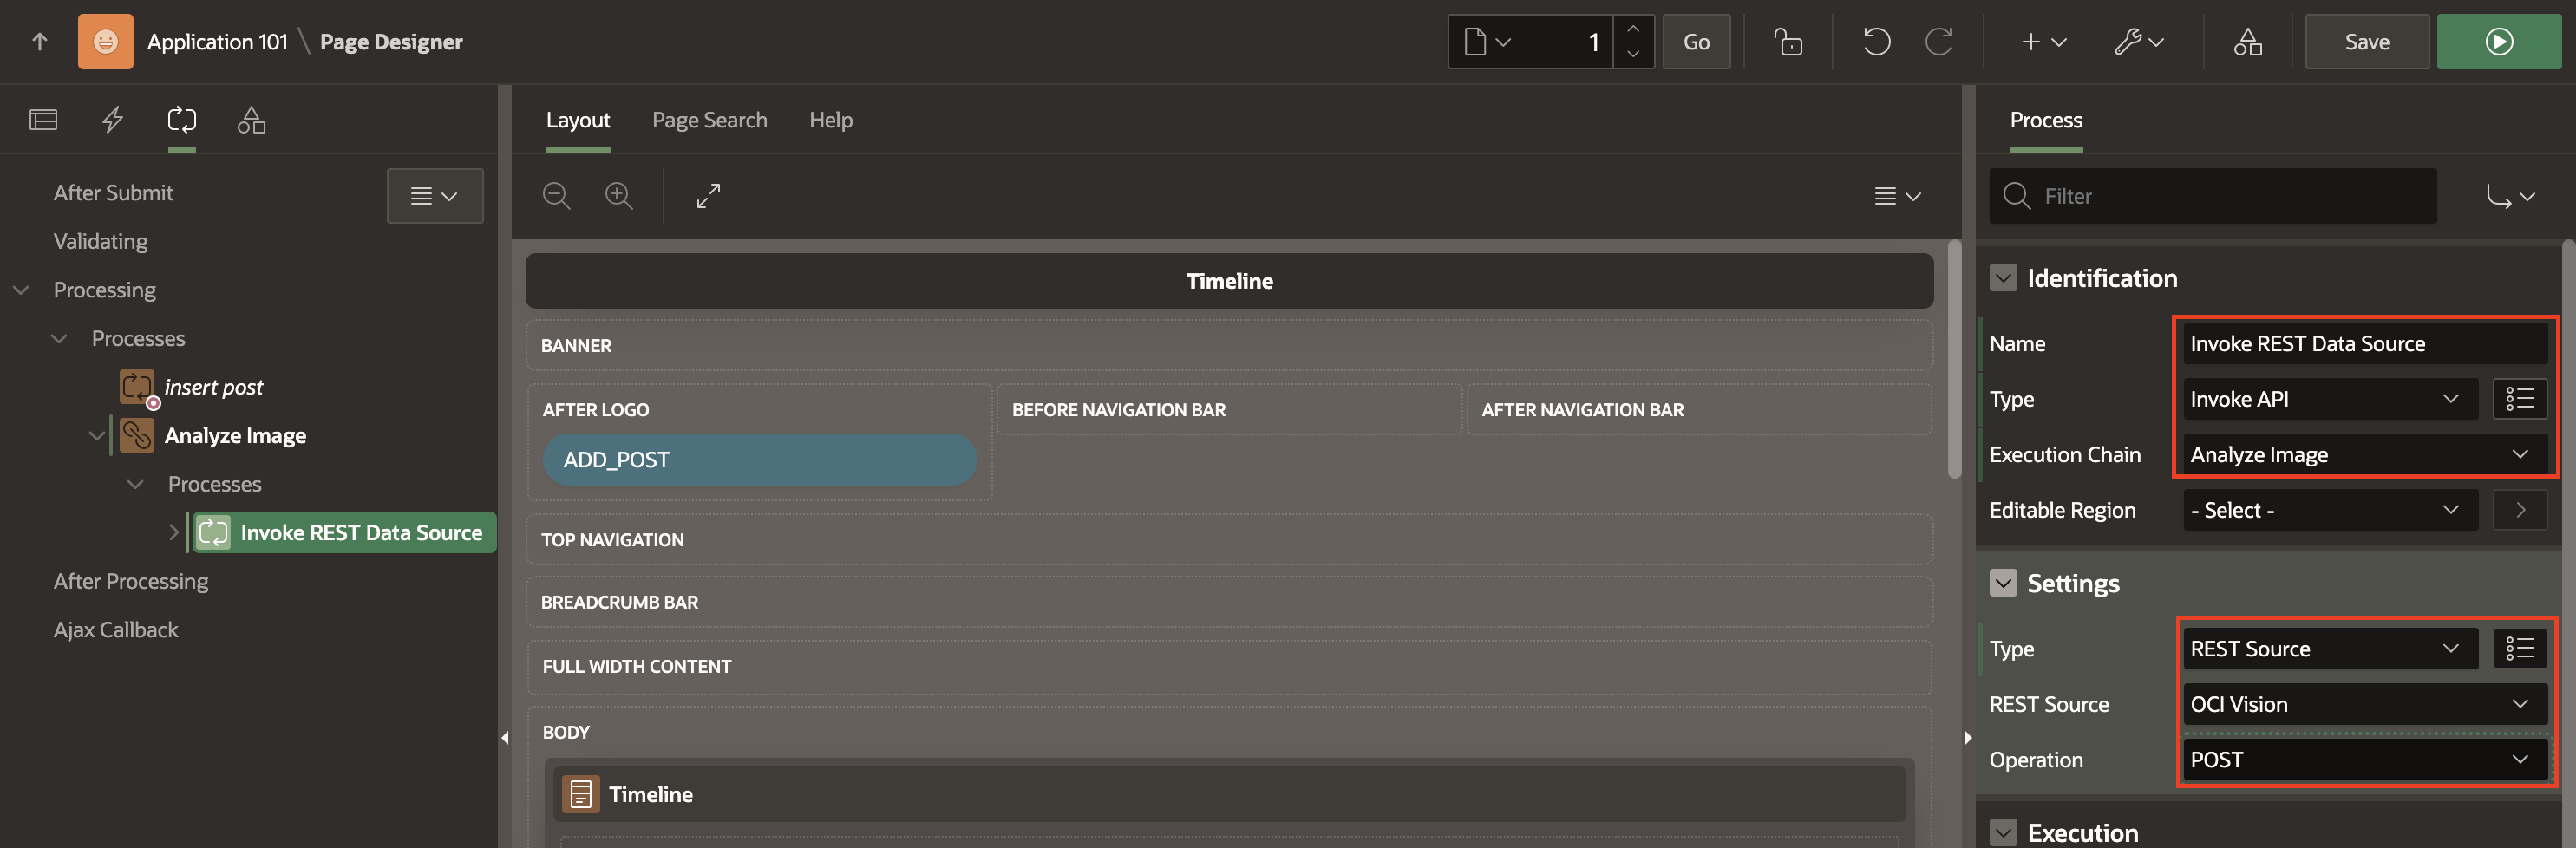 Application 101 \ Page Designer
1
Go
Save
After Submit
Validating
Processing
Processes
insert post
Analyze Image
Processes
Invoke REST Data Source
After Processing
Ajax Callback
Layout Page Search Help
Timeline
BANNER
AFTER LOGO BEFORE NAVIGATION BAR AFTER NAVIGATION BAR
ADD_POST
TOP NAVIGATION
BREADCRUMB BAR
FULL WIDTH CONTENT
BODY
Timeline
Process
Filter
Identification
Name Invoke REST Data Source
Type Invoke API
Execution Chain Analyze Image
Editable Region - Select -
Settings
Type REST Source
REST Source OCI Vision
Operation POST
Execution